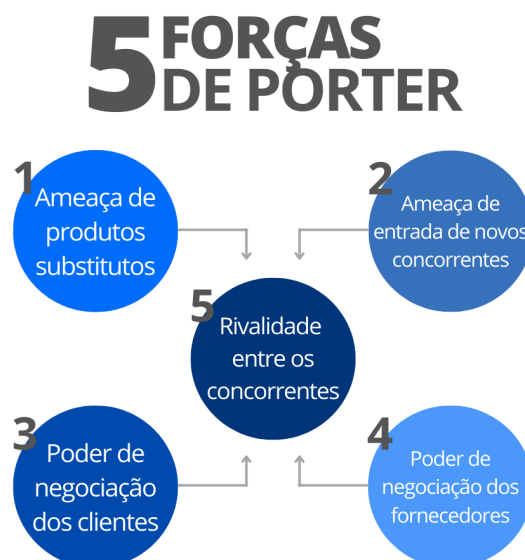 5 FORÇAS
DE PORTER
1
Ameaça de
produtos
substitutos
2
Ameaça de
entrada de novos
concorrentes
5
Rivalidade
entre os
concorrentes
3
Poder de
negociação
dos clientes
4
Poder de
negociação dos
fornecedores